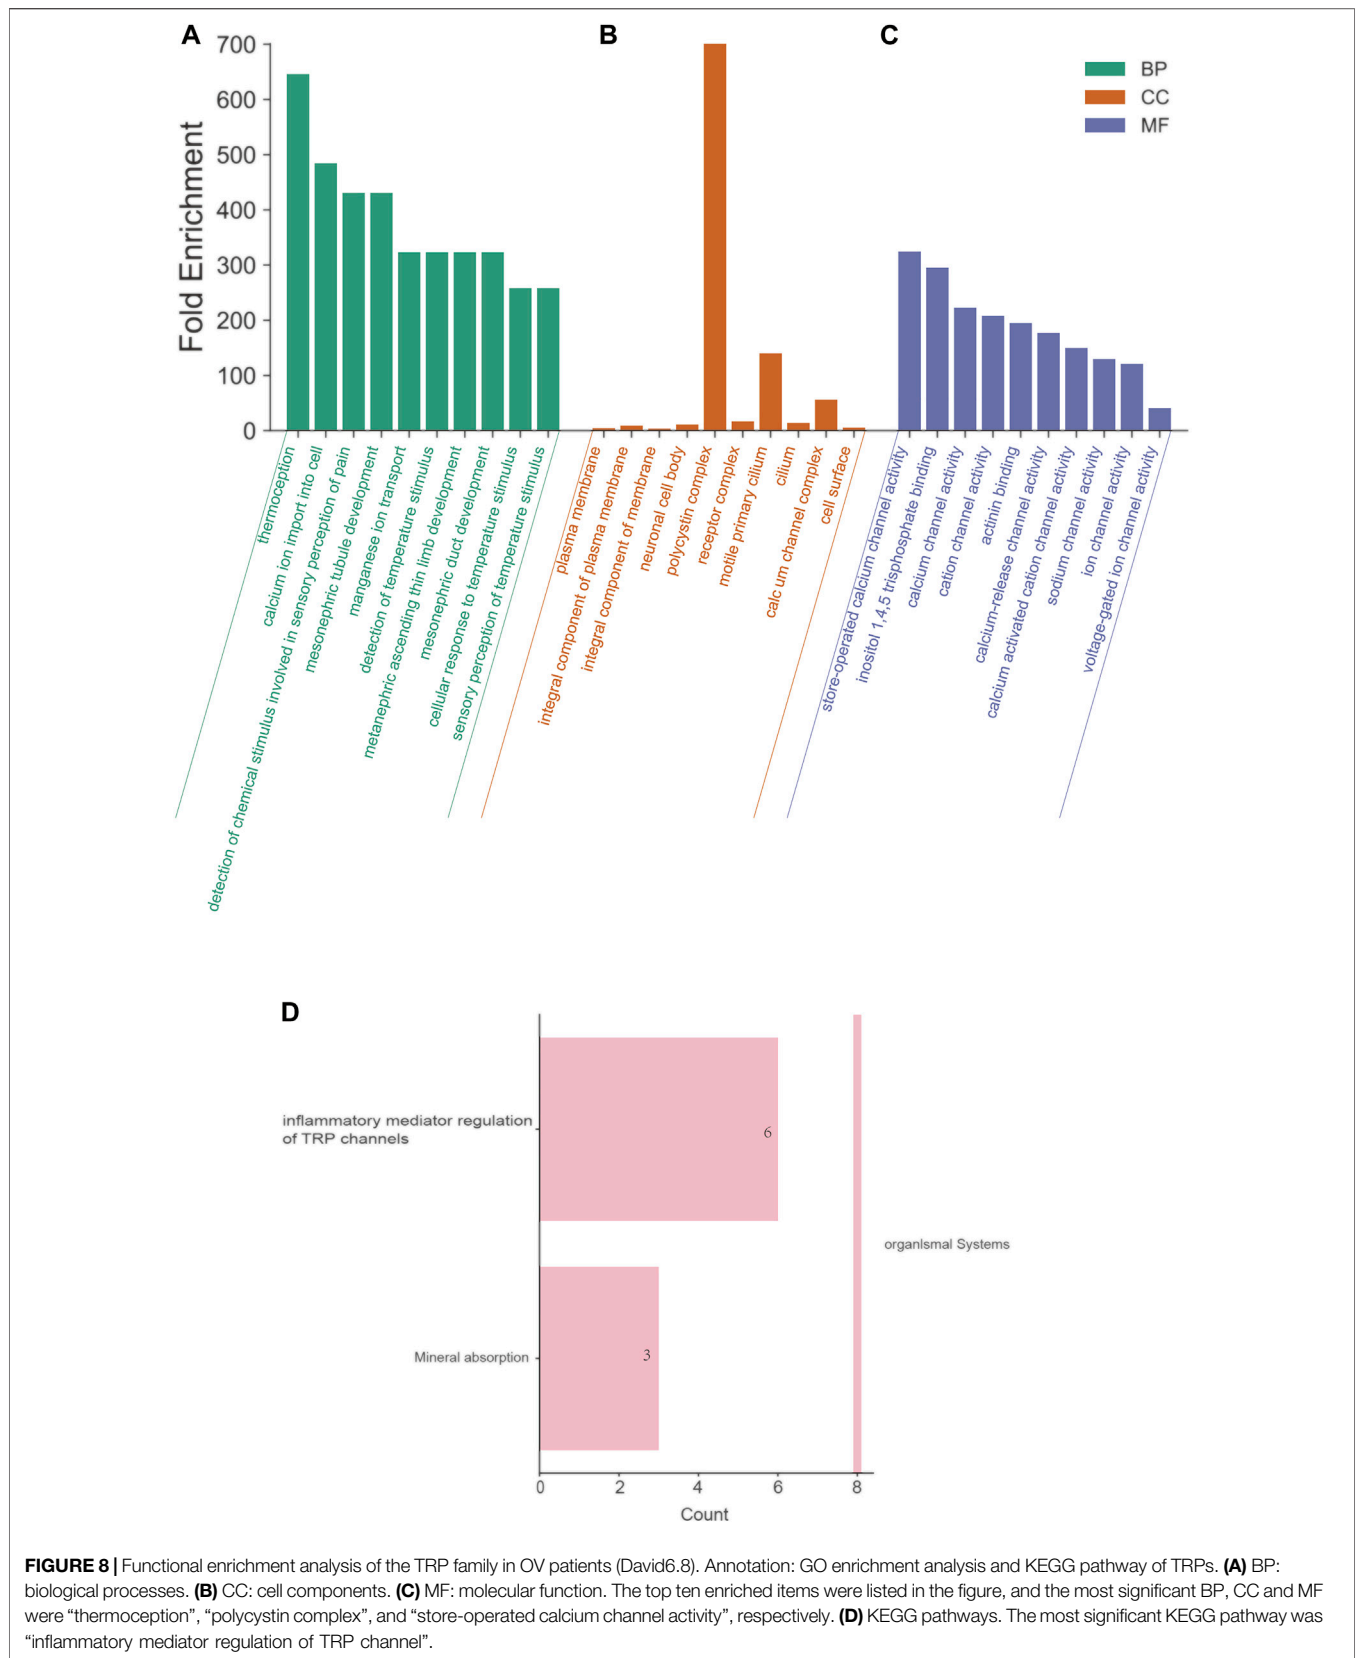 A
B
C
700
600
500
400
300
200
100
0
Fold Enrichment
BP
CC
MF
thermoception
calcium ion import into cell
detection of chemical stimulus involved in sensory perception of pain
mesonephric tubule development
manganese ion transport
detection of temperature stimulus
metanephric ascending thin limb development
mesonephric duct development
cellular response to temperature stimulus
sensory perception of temperature stimulus
plasma membrane
integral component of plasma membrane
integral component of membrane
neuronal cell body
polycystin complex
receptor complex
motile primary cilium
cilium
calc um channel complex
cell surface
store-operated calcium channel activity
inositol 1,4,5 trisphosphate binding
calcium channel activity
cation channel activity
actinin binding
calcium-release channel activity
calcium activated cation channel activity
sodium channel activity
ion channel activity
voltage-gated ion channel activity
D
inflammatory mediator regulation
of TRP channels
6
organlsmal Systems
Mineral absorption
3
0 2 4 6 8
Count
FIGURE 8 | Functional enrichment analysis of the TRP family in OV patients (David6.8). Annotation: GO enrichment analysis and KEGG pathway of TRPs. (A) BP:
biological processes. (B) CC: cell components. (C) MF: molecular function. The top ten enriched items were listed in the figure, and the most significant BP, CC and MF
were “thermoception”, “polycystin complex”, and “store-operated calcium channel activity”, respectively. (D) KEGG pathways. The most significant KEGG pathway was
“inflammatory mediator regulation of TRP channel”.